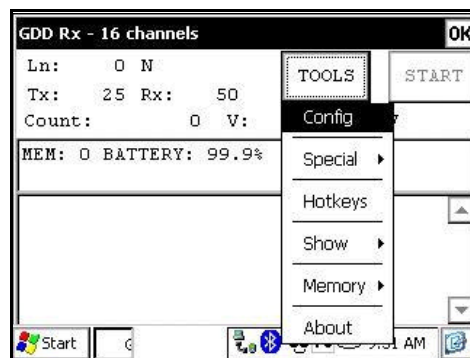 GDD Rx - 16 channels OK
Ln: 0 N
TOOLS START
Tx: 25 Rx: 50
Count: 0 V:
Config
MEM: 0 BATTERY: 99.9%
Special
Hotkeys
Show
Memory
About
Start AM